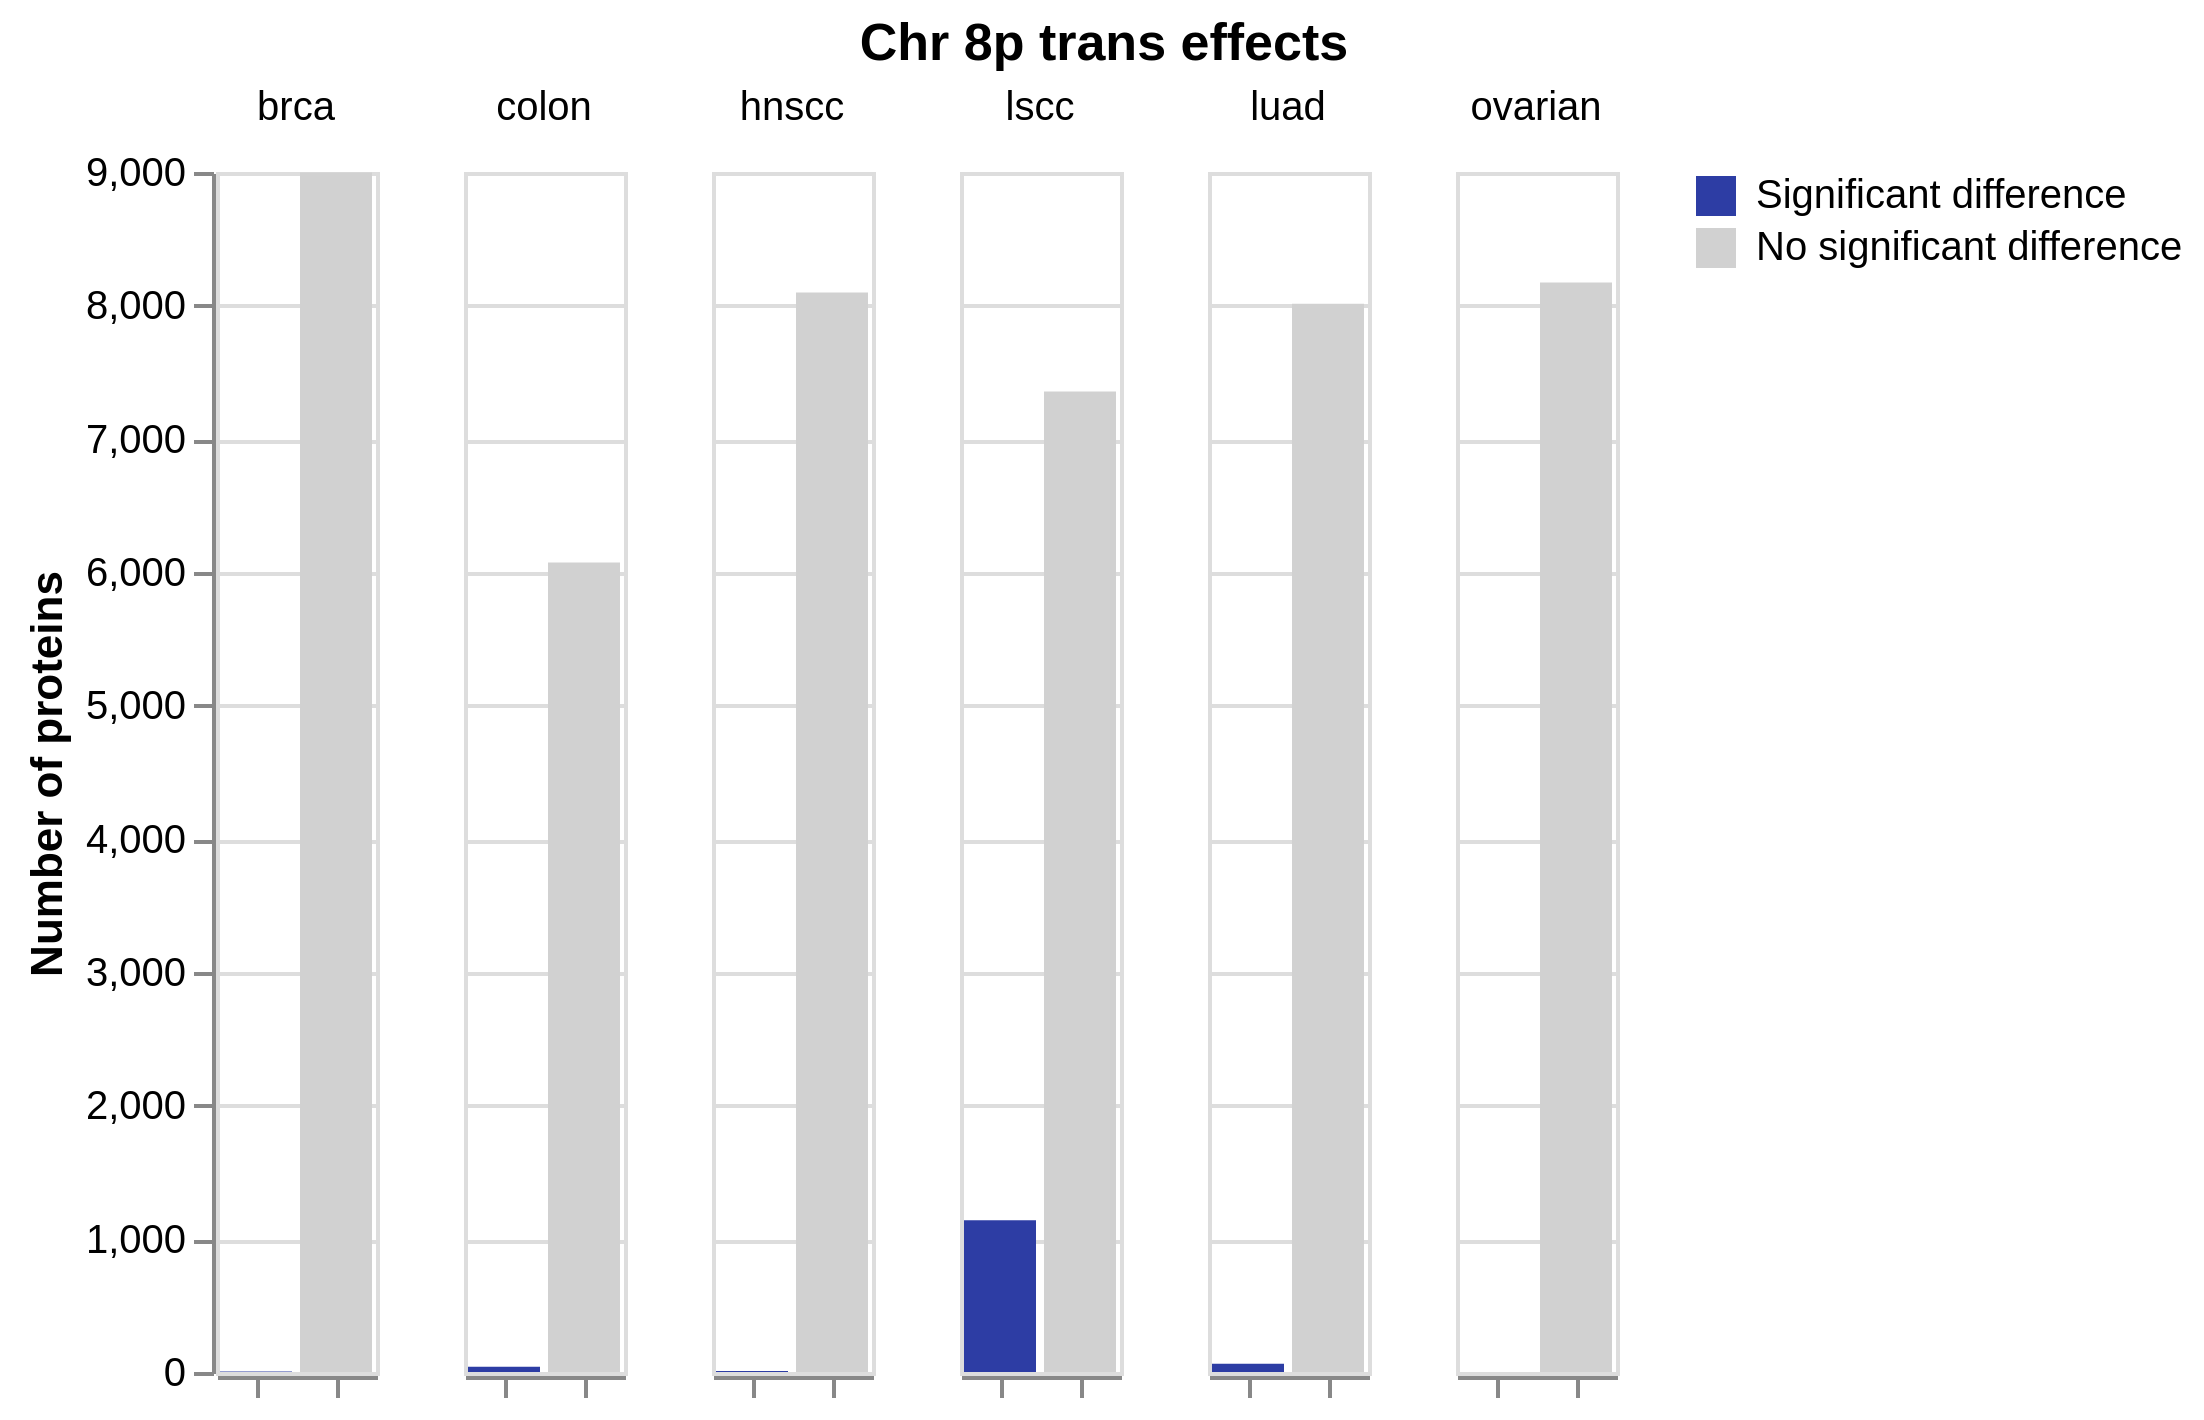 Chr 8p trans effects
brca
colon
hnscc
lscc
luad
ovarian
9,000
8,000
7,000
6,000
5,000
4,000
3,000
2,000
1,000
0
Number of proteins
Significant difference
No significant difference